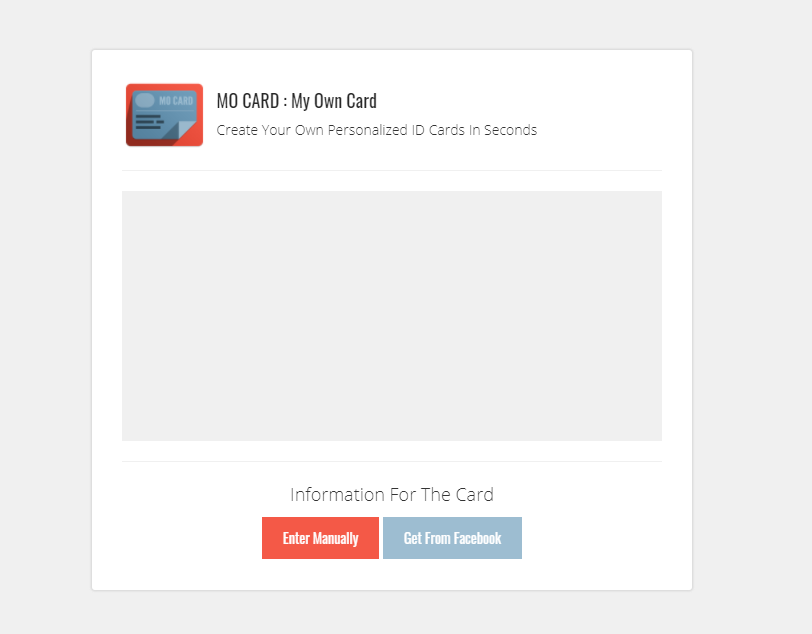 MO CARD
MO CARD : My Own Card
Create Your Own Personalized ID Cards In Seconds
Information For The Card
Enter Manually
Get From Facebook